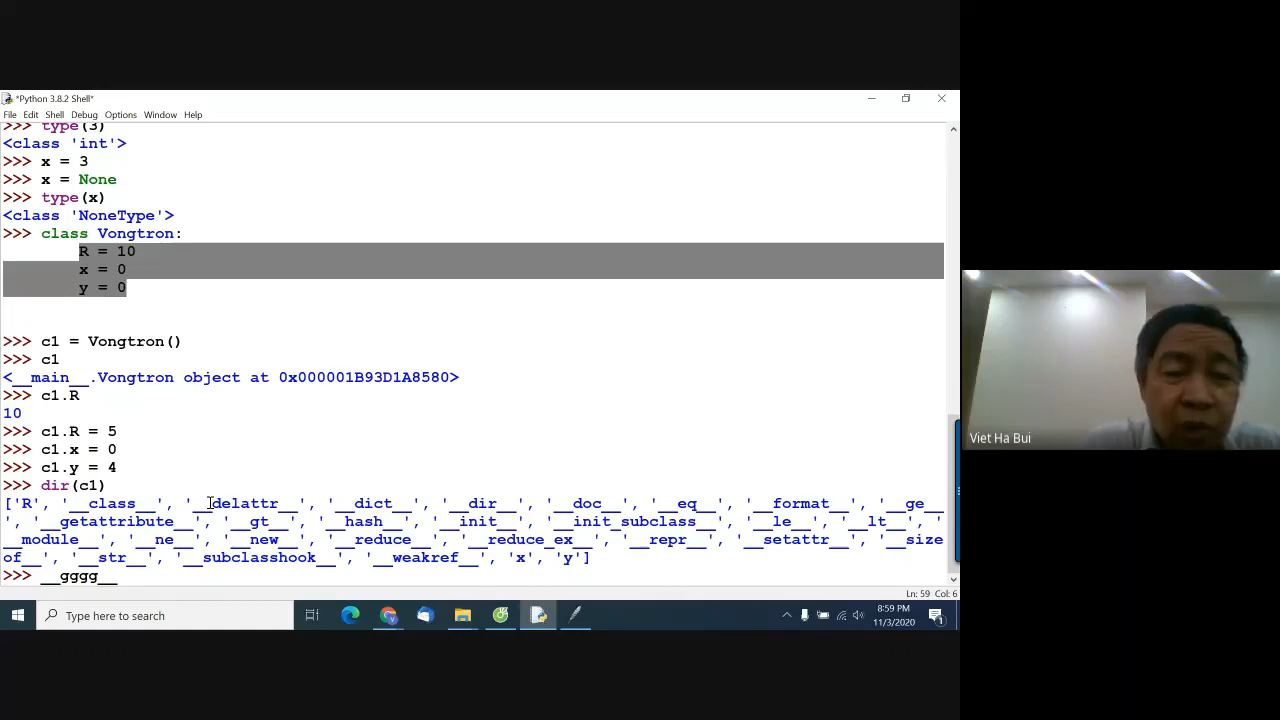 *Python 3.8.2 Shell*
File Edit Shell Debug Options Window Help
>>> type(3)
<class 'int'>
>>> x = 3
>>> x = None
>>> type(x)
<class 'NoneType'>
>>> class Vongtron:
R = 10
x = 0
y = 0
>>> c1 = Vongtron()
>>> c1
<__main__.Vongtron object at 0x000001B93D1A8580>
>>> c1.R
10
>>> c1.R = 5
>>> c1.x = 0
>>> c1.y = 4
>>> dir(c1)
['R', '__class__', '__delattr__', '__dict__', '__dir__', '__doc__', '__eq__', '__format__', '__ge__
', '__getattribute__', '__gt__', '__hash__', '__init__', '__init_subclass__', '__le__', '__lt__', '
__module__', '__ne__', '__new__', '__reduce__', '__reduce_ex__', '__repr__', '__setattr__', '__size
of__', '__str__', '__subclasshook__', '__weakref__', 'x', 'y']
>>> __gggg__
Ln: 59 Col: 6
Type here to search
8:59 PM
11/3/2020
1
Viet Ha Bui